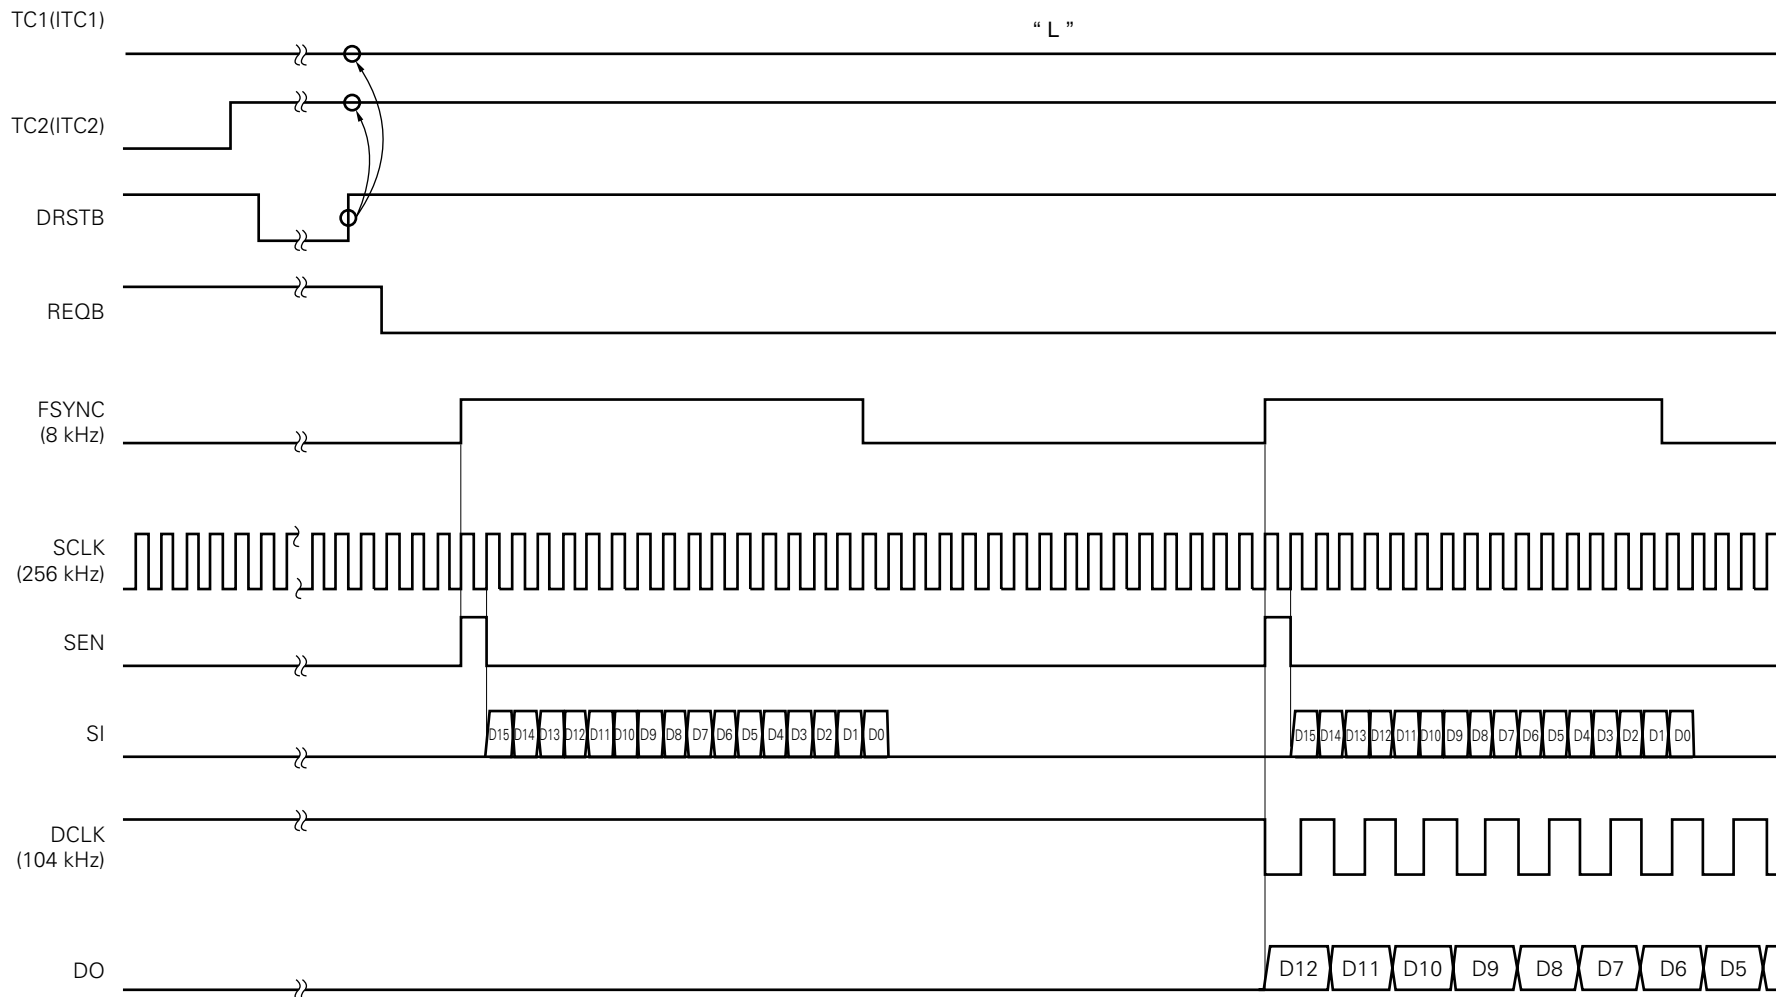 TC1(ITC1)
“ L ”
TC2(ITC2)
DRSTB
REQB
FSYNC
(8 kHz)
SCLK
(256 kHz)
SEN
SI
D15 D14 D13 D12 D11 D10 D9 D8 D7 D6 D5 D4 D3 D2 D1 D0
D15 D14 D13 D12 D11 D10 D9 D8 D7 D6 D5 D4 D3 D2 D1 D0
DCLK
(104 kHz)
DO
D12 D11 D10 D9 D8 D7 D6 D5